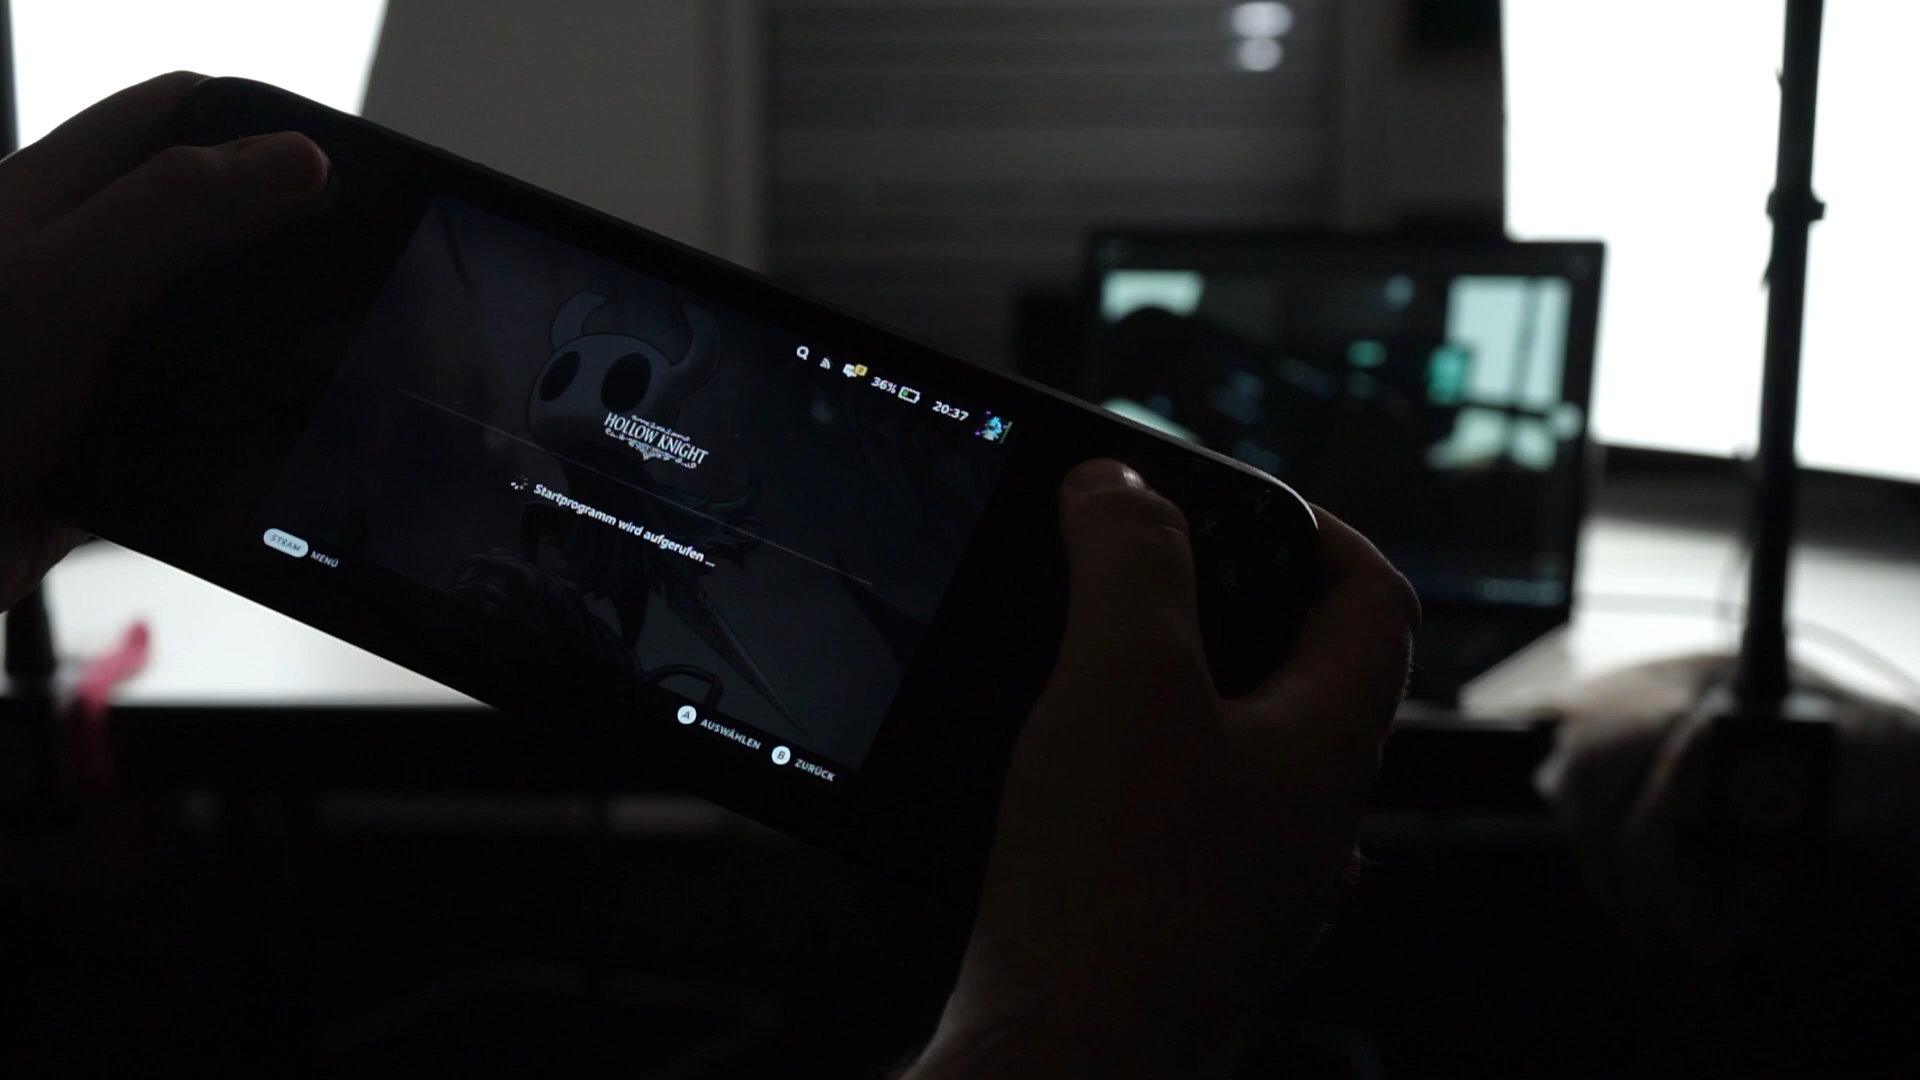 36% 20:37
HOLLOW KNIGHT
Startprogramm wird aufgerufen ...
STEAM MENÜ
A AUSWÄHLEN B ZURÜCK
X
Y
A
B